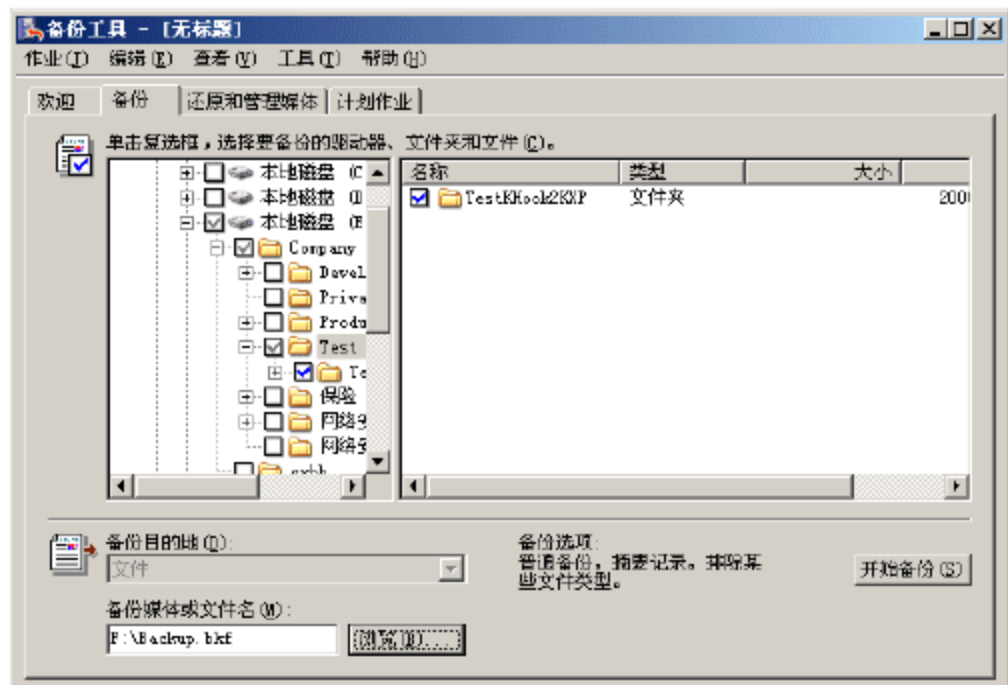 备份工具 - [无标题]
作业(J) 编辑(E) 查看(V) 工具(T) 帮助(H)
欢迎 备份 还原和管理媒体 计划作业
单击复选框，选择要备份的驱动器、文件夹和文件(C)。
本地磁盘 (C
本地磁盘 (D
本地磁盘 (E
Company
Devel
Priva
Produ
Test
Te
保险
网络
网络
名称 类型 大小
TestKHook2KXP 文件夹 200
备份目的地(D):
文件
备份媒体或文件名(M):
F:\Backup.bkf
浏览(B)....
备份选项:
普通备份。摘要记录。排除某
些文件类型。
开始备份(S)